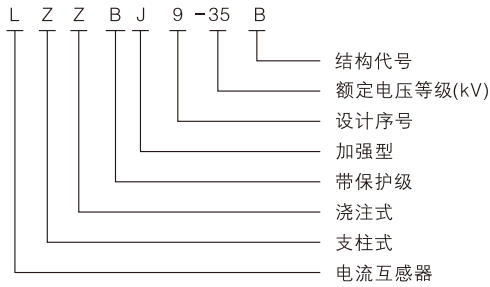 L Z Z B J 9 -35 B
结构代号
额定电压等级(kV)
设计序号
加强型
带保护级
浇注式
支柱式
电流互感器